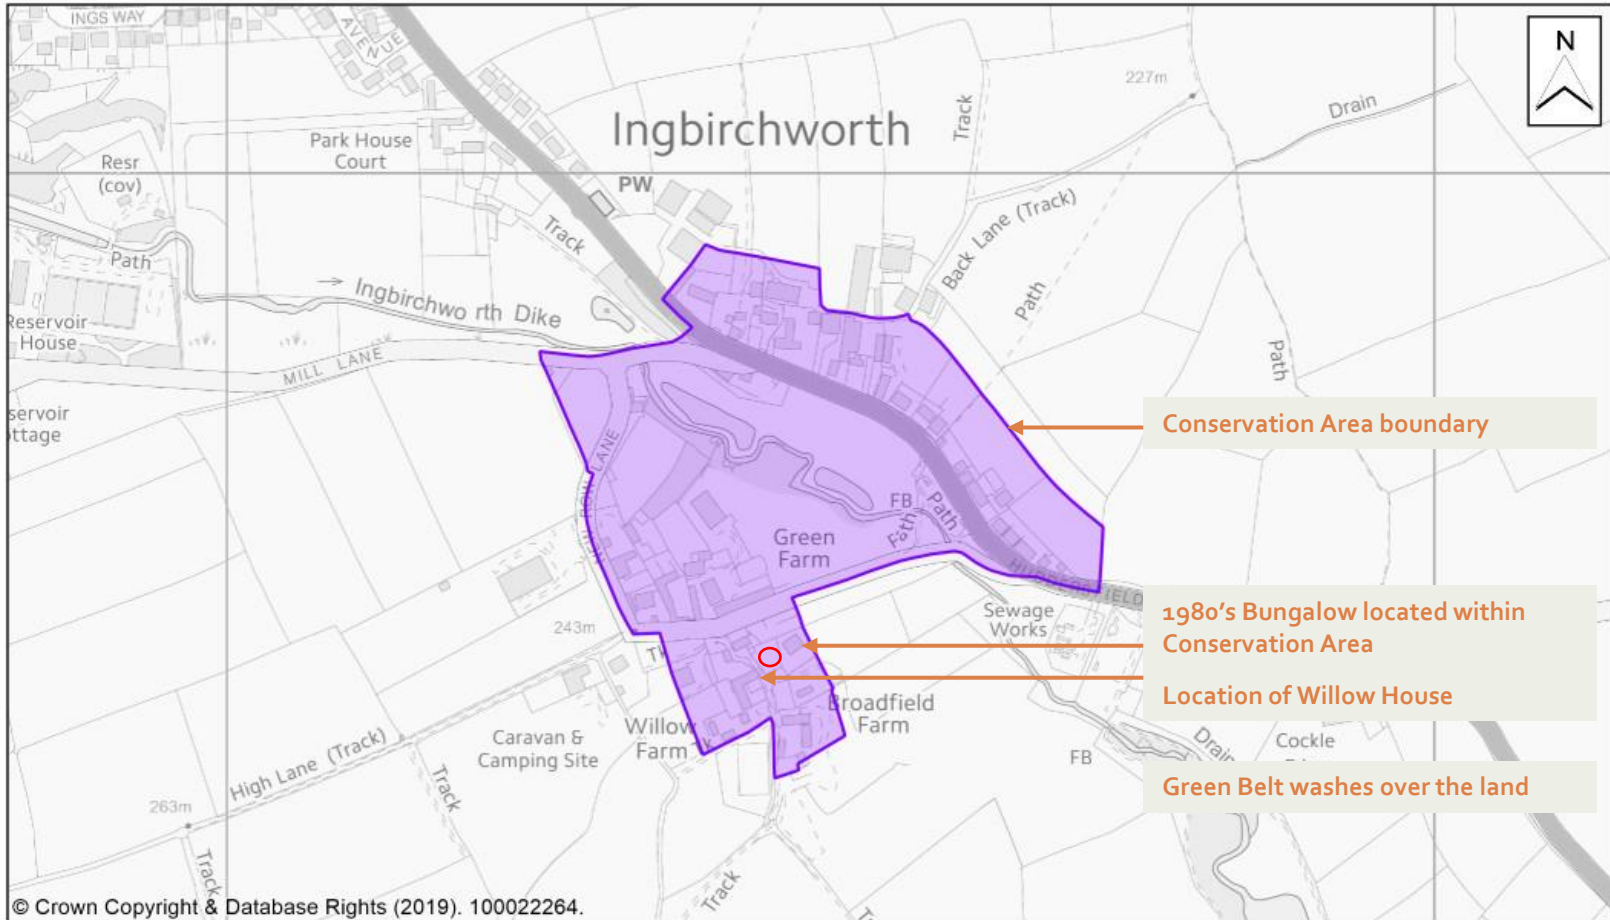 INGS WAY
AVENUE
N
227m
Drain
Track
Ingbirchworth
Park House
Court
Resr
(cov)
PW
Back Lane (Track)
Track
Path
Path
Ingbirchwo rth Dike
Reservoir
House
MILL LANE
Path
servoir
ttage
Conservation Area boundary
ROW LANE
FB
Path
Path
Green
Farm
1980's Bungalow located within
Conservation Area
Sewage
Works
243m
Location of Willow House
Broadfield
Farm
Willow
Farm
Caravan &
Camping Site
High Lane (Track)
Track
FB
Drain
Cockle
Green Belt washes over the land
263m
Track
Track
© Crown Copyright & Database Rights (2019). 100022264.